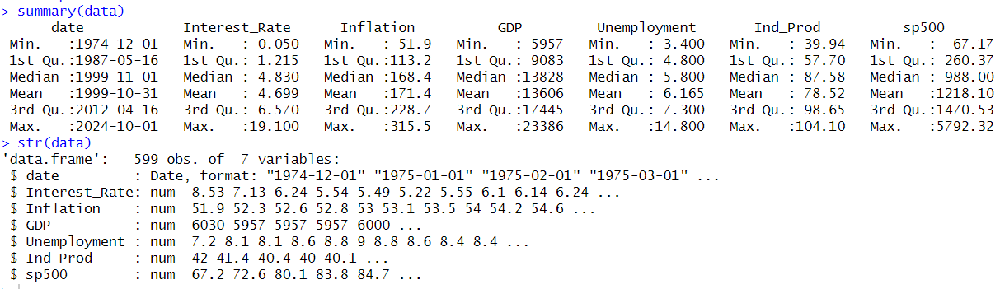 > summary(data)
      date             Interest_Rate      Inflation          GDP         Unemployment       Ind_Prod          sp500
 Min.   :1974-12-01   Min.   : 0.050   Min.   : 51.9   Min.   : 5957   Min.   : 3.400   Min.   : 39.94   Min.   :  67.17
 1st Qu.:1987-05-16   1st Qu.: 1.215   1st Qu.:113.2   1st Qu.: 9083   1st Qu.: 4.800   1st Qu.: 57.70   1st Qu.: 260.37
 Median :1999-11-01   Median : 4.830   Median :168.4   Median :13828   Median : 5.800   Median : 87.58   Median : 988.00
 Mean   :1999-10-31   Mean   : 4.699   Mean   :171.4   Mean   :13606   Mean   : 6.165   Mean   : 78.52   Mean   :1218.10
 3rd Qu.:2012-04-16   3rd Qu.: 6.570   3rd Qu.:228.7   3rd Qu.:17445   3rd Qu.: 7.300   3rd Qu.: 98.65   3rd Qu.:1470.53
 Max.   :2024-10-01   Max.   :19.100   Max.   :315.5   Max.   :23386   Max.   :14.800   Max.   :104.10   Max.   :5792.32
> str(data)
'data.frame':   599 obs. of  7 variables:
 $ date         : Date, format: "1974-12-01" "1975-01-01" "1975-02-01" "1975-03-01" ...
 $ Interest_Rate: num  8.53 7.13 6.24 5.54 5.49 5.22 5.55 6.1 6.14 6.24 ...
 $ Inflation    : num  51.9 52.3 52.6 52.8 53 53.1 53.5 54 54.2 54.6 ...
 $ GDP          : num  6030 5957 5957 5957 6000 ...
 $ Unemployment : num  7.2 8.1 8.1 8.6 8.8 9 8.8 8.6 8.4 8.4 ...
 $ Ind_Prod     : num  42 41.4 40.4 40 40.1 ...
 $ sp500        : num  67.2 72.6 80.1 83.8 84.7 ...